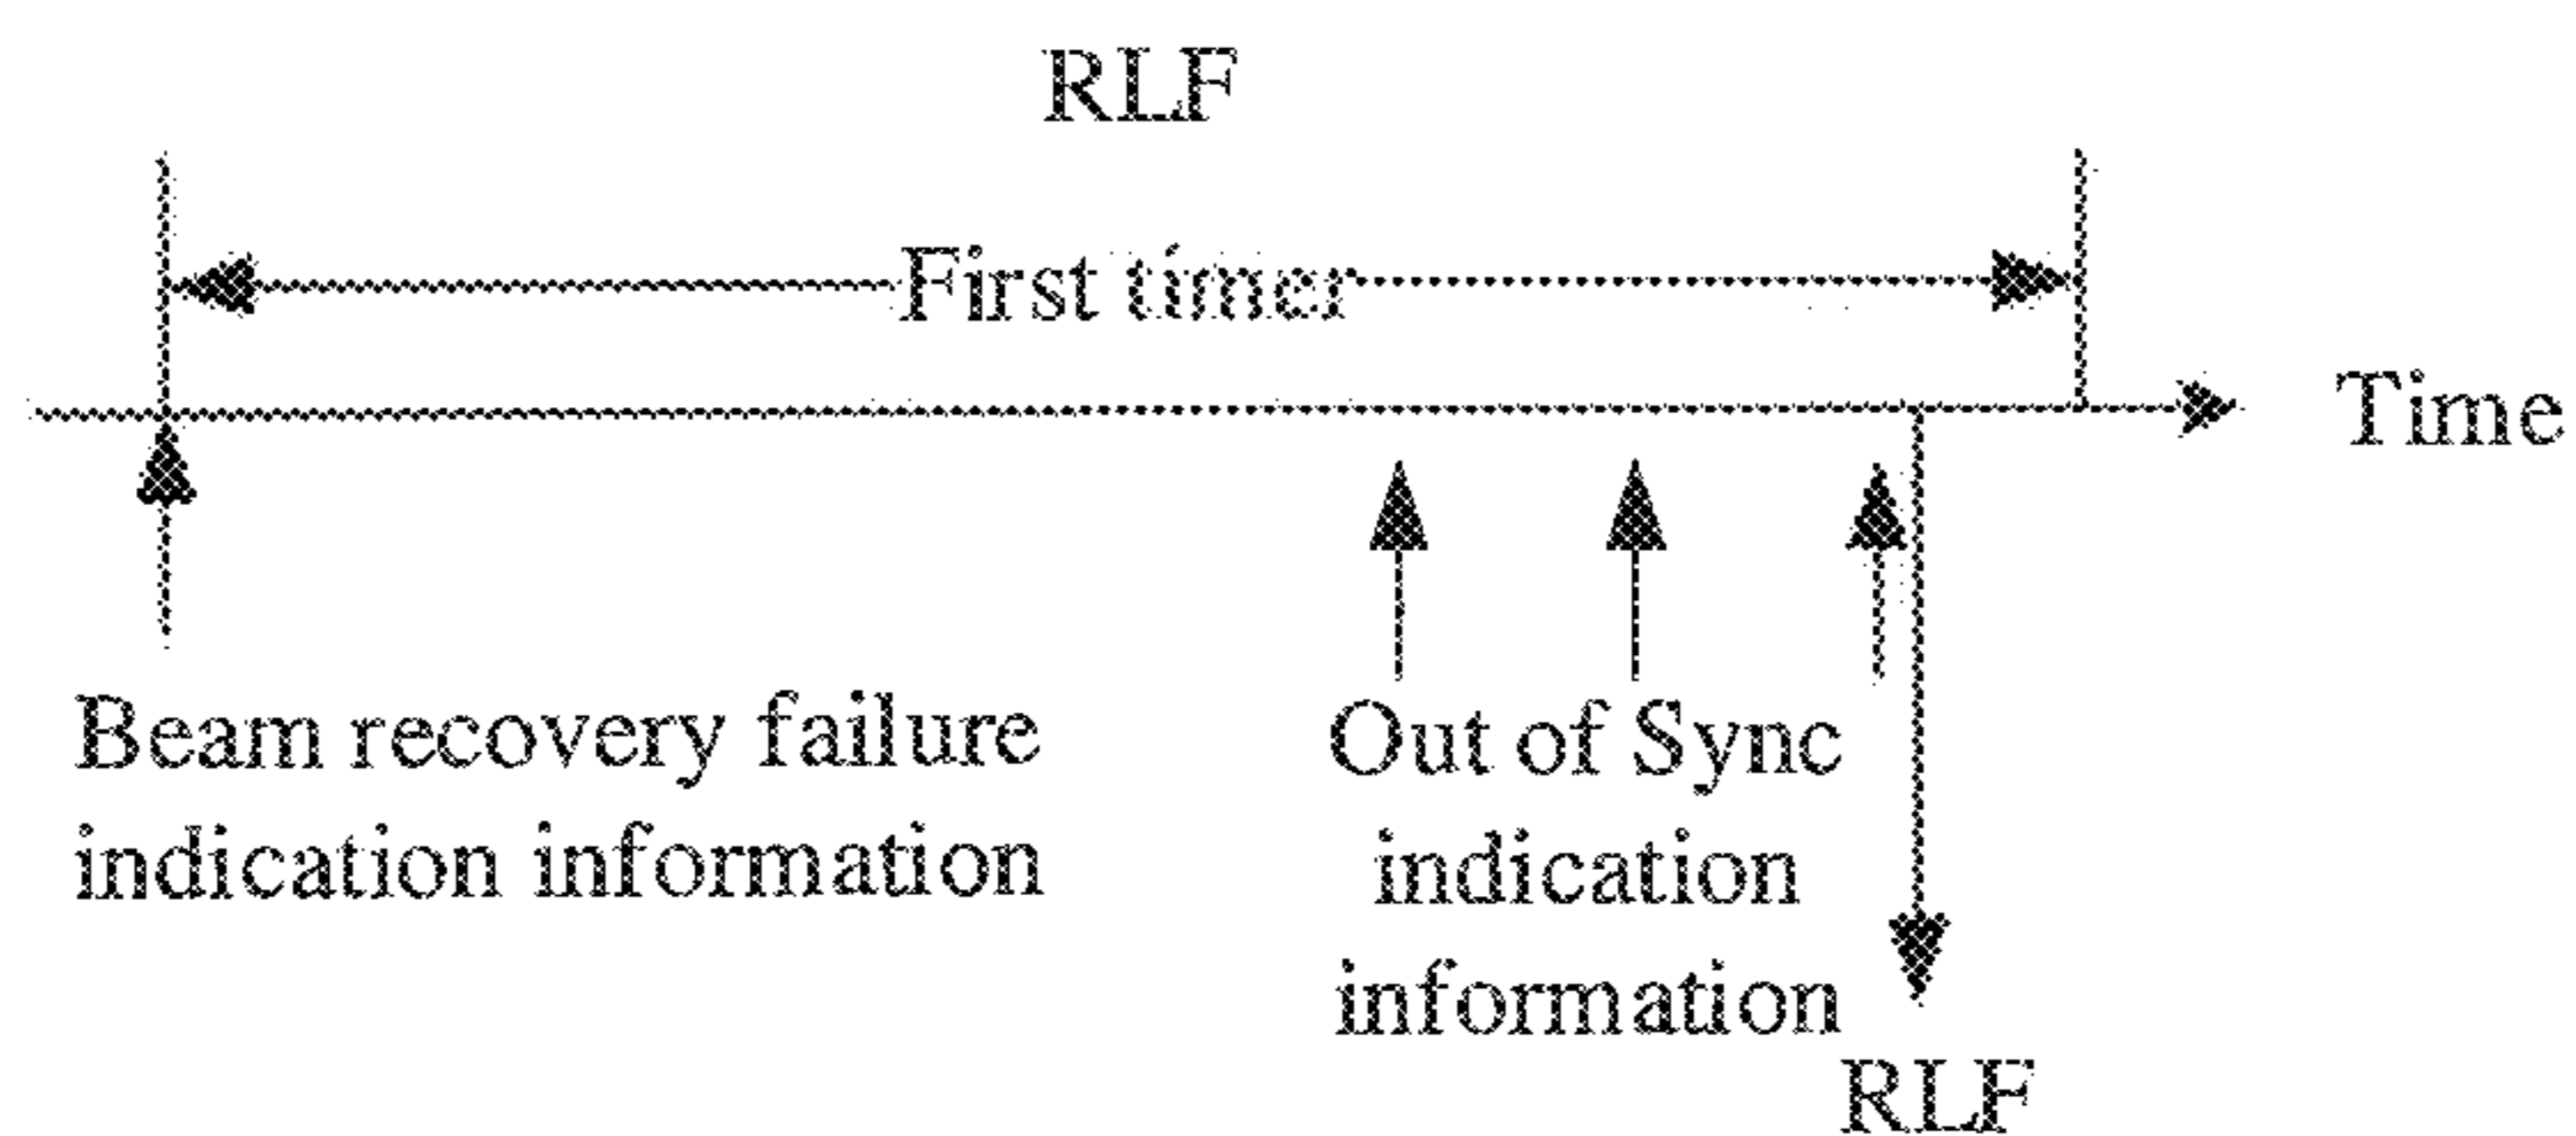 RLF
First timer
Time
Beam recovery failure
indication information
Out of Sync
indication
information
RLF